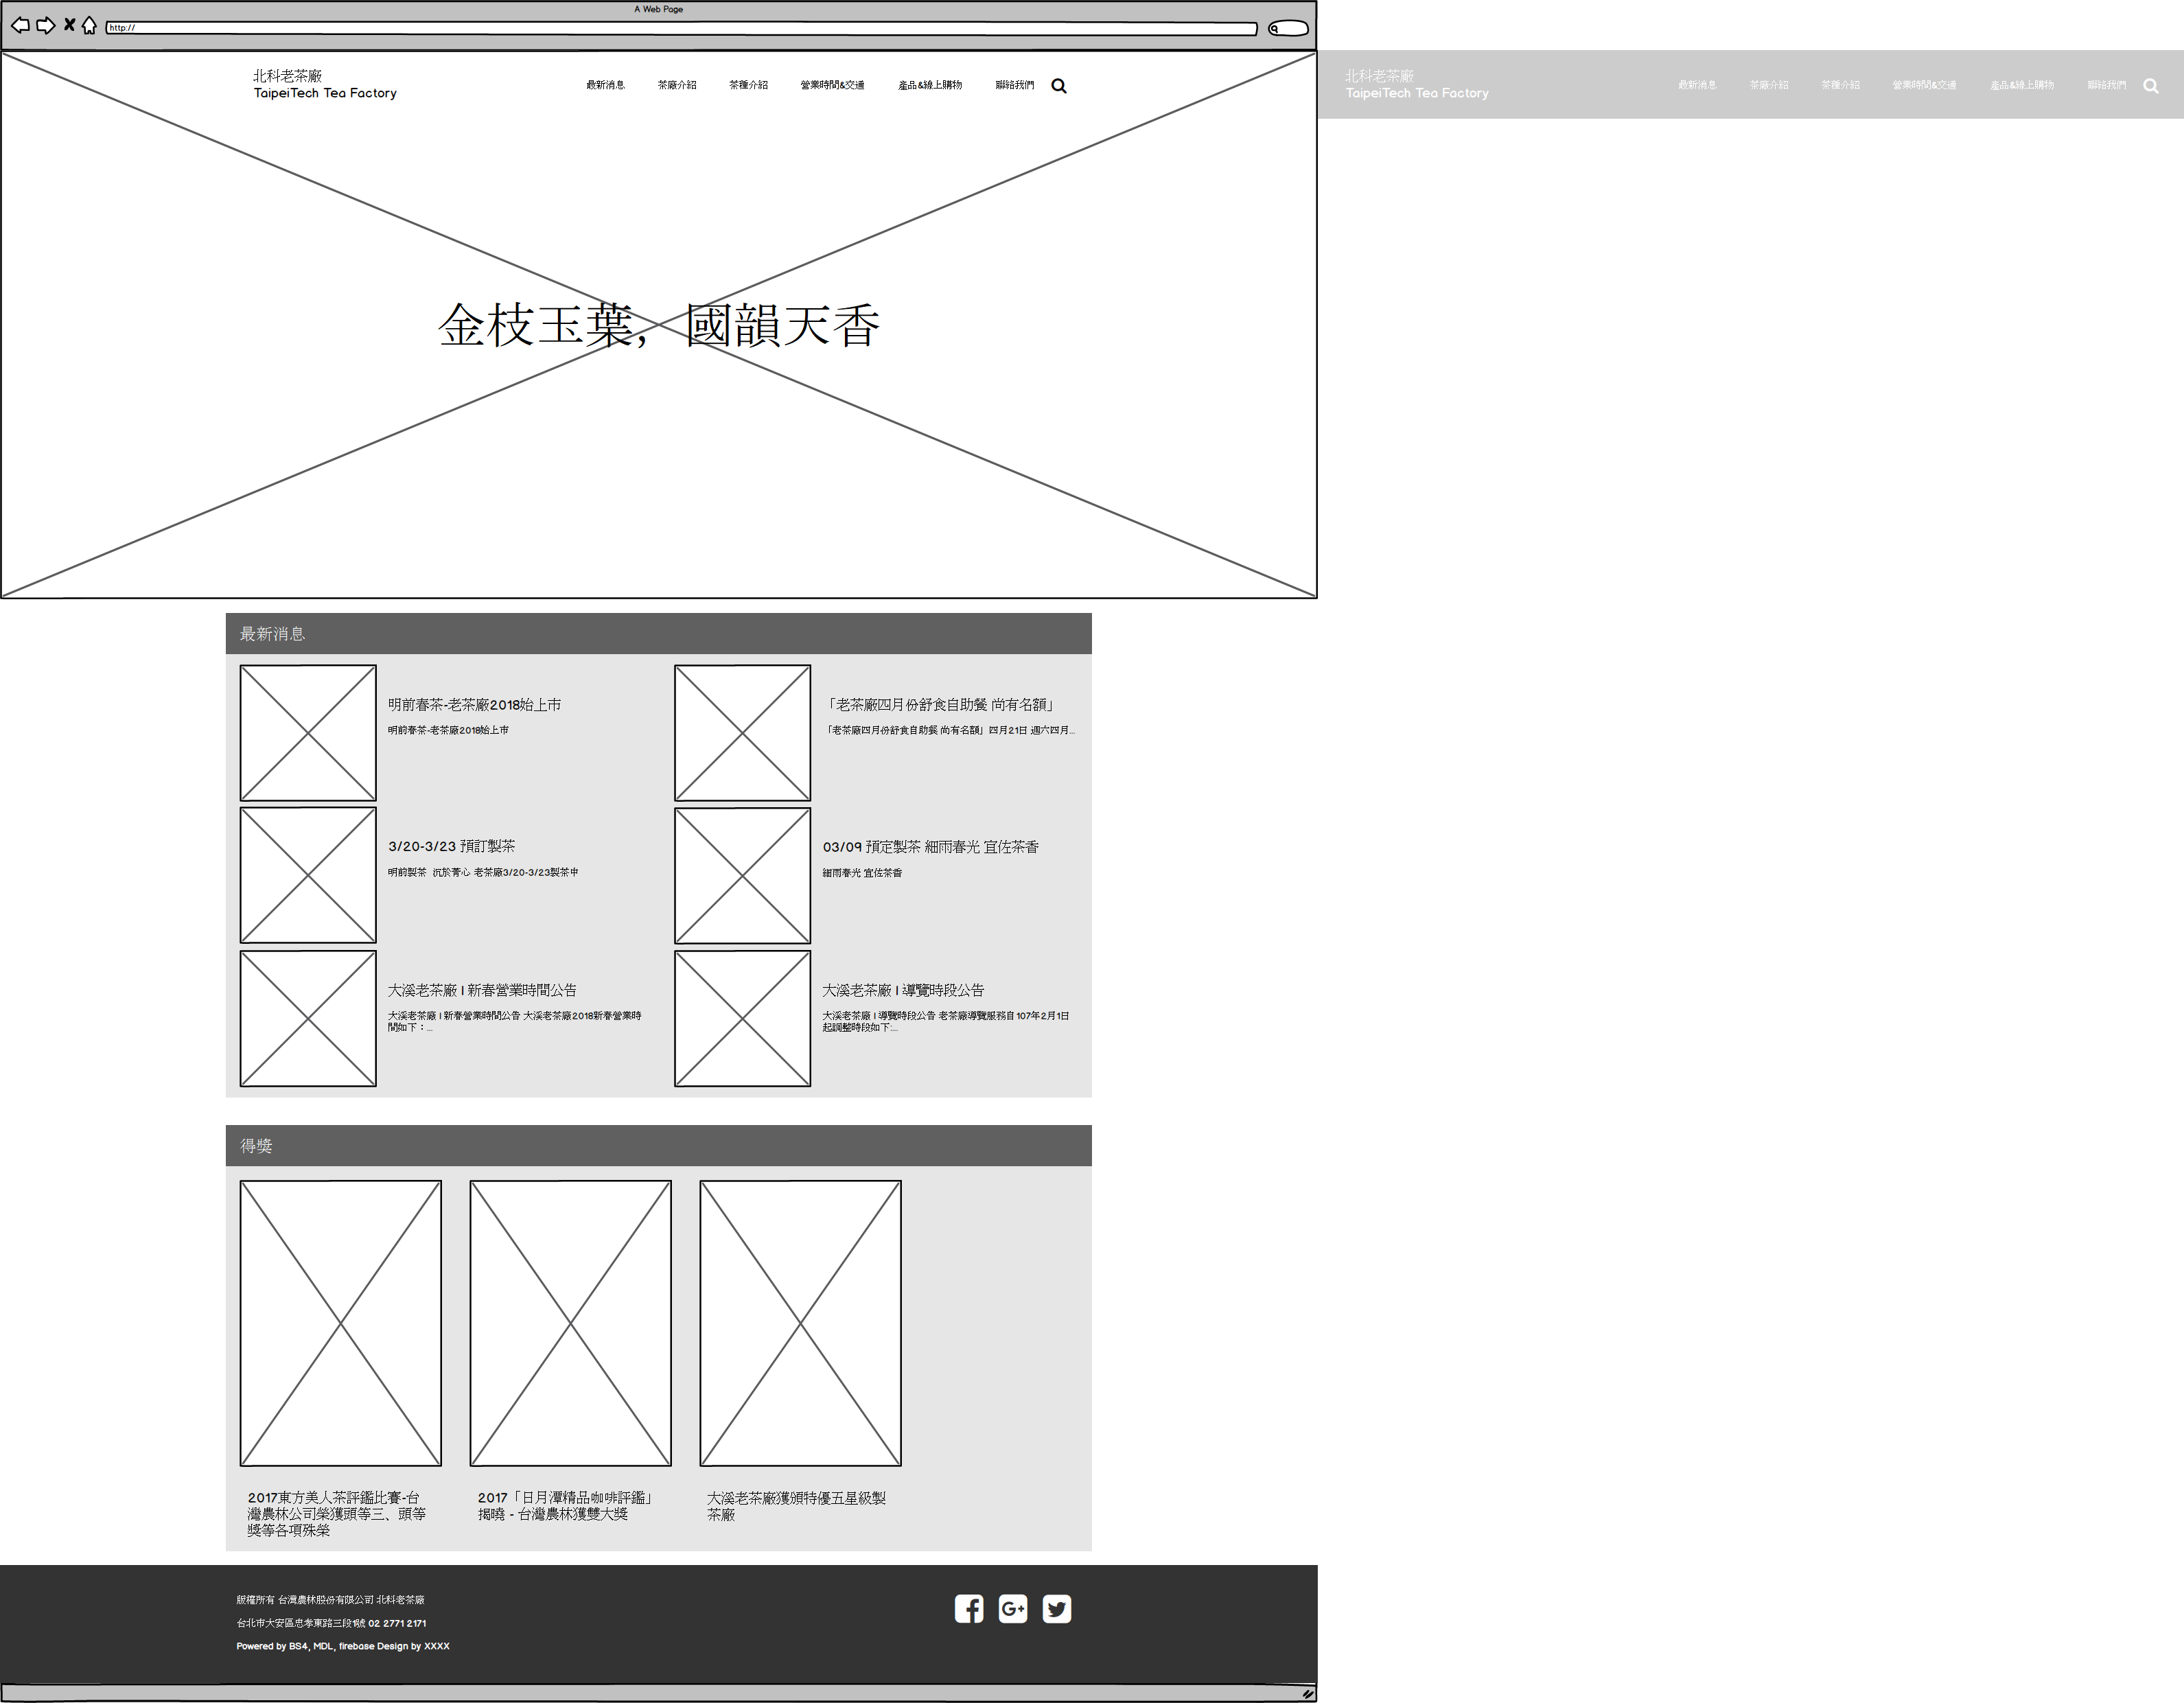 A Web Page
http://
北科老茶廠
TaipeiTech Tea Factory
最新消息 茶廠介紹 茶種介紹 營業時間&交通 產品&線上購物 聯絡我們
北科老茶廠
TaipeiTech Tea Factory
最新消息 茶廠介紹 茶種介紹 營業時間&交通 產品&線上購物 聯絡我們
金枝玉葉，國韻天香
最新消息
明前春茶-老茶廠2018始上市
明前春茶-老茶廠2018始上市
「老茶廠四月份舒食自助餐 尚有名額」
「老茶廠四月份舒食自助餐 尚有名額」四月21日 週六四月...
3/20-3/23 預訂製茶
明前製茶 沉於菁心 老茶廠3/20-3/23製茶中
03/09 預定製茶 細雨春光 宜佐茶香
細雨春光 宜佐茶香
大溪老茶廠 I 新春營業時間公告
大溪老茶廠 I 新春營業時間公告 大溪老茶廠2018新春營業時
間如下：...
大溪老茶廠 I 導覽時段公告
大溪老茶廠 I 導覽時段公告 老茶廠導覽服務自107年2月1日
起調整時段如下:...
得獎
2017東方美人茶評鑑比賽-台
灣農林公司榮獲頭等三、頭等
獎等各項殊榮
2017「日月潭精品咖啡評鑑」
揭曉 - 台灣農林獲雙大獎
大溪老茶廠獲頒特優五星級製
茶廠
版權所有 台灣農林股份有限公司 北科老茶廠
台北市大安區忠孝東路三段1號 02 2771 2171
Powered by BS4, MDL, firebase Design by XXXX